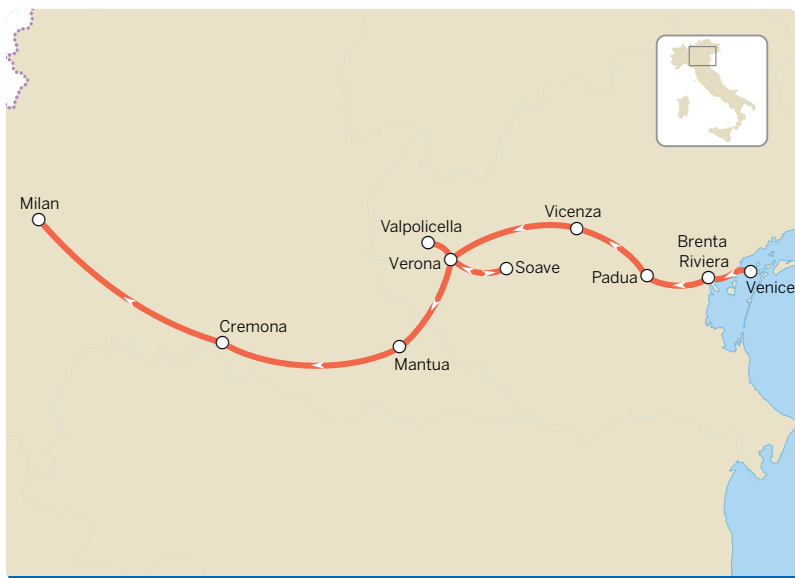 Milan
Vicenza
Valpolicella
Brenta
Riviera
Verona
Soave
Padua
Venice
Cremona
Mantua